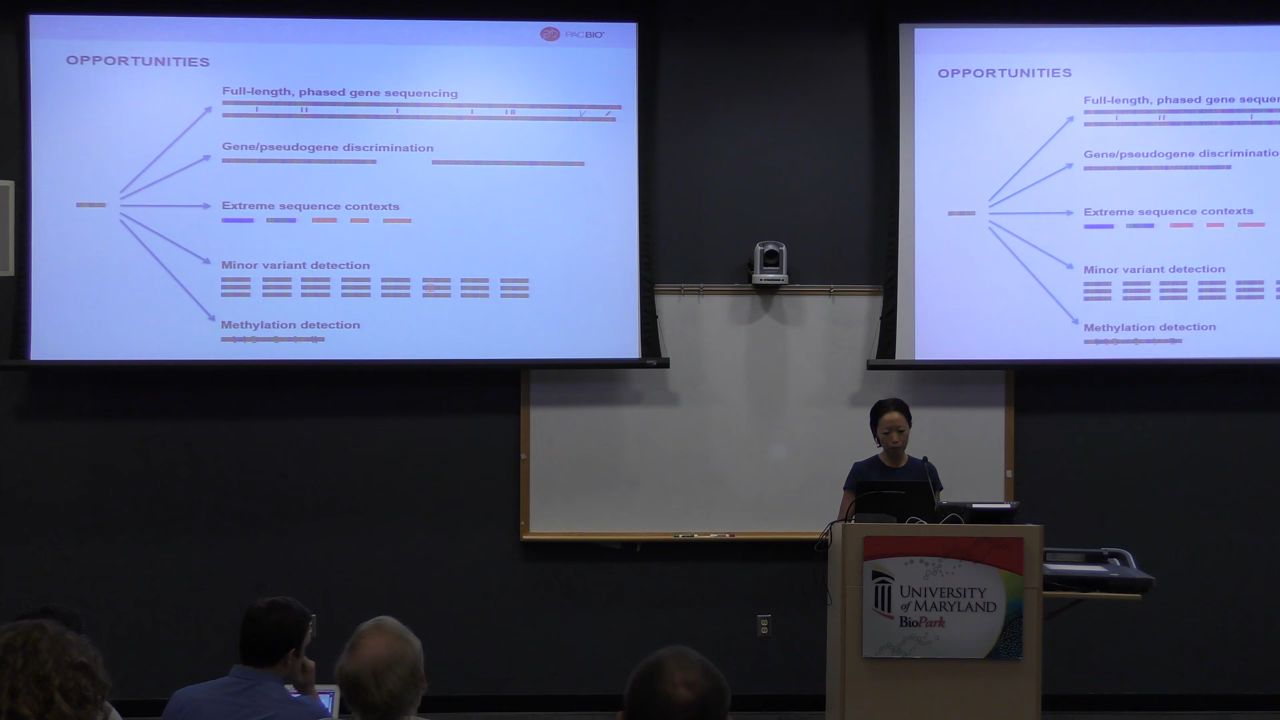 PACBIO®
OPPORTUNITIES
Full-length, phased gene sequencing
Gene/pseudogene discrimination
Extreme sequence contexts
Minor variant detection
Methylation detection
OPPORTUNITIES
Full-length, phased gene sequen
Gene/pseudogene discriminatio
Extreme sequence contexts
Minor variant detection
Methylation detection
UNIVERSITY
of MARYLAND
BioPark